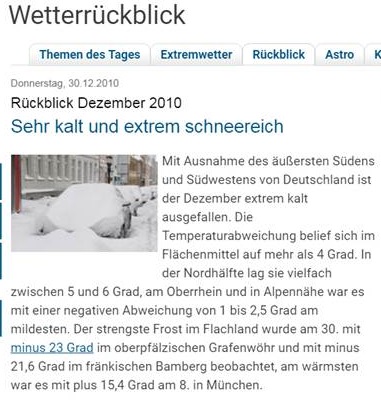 Wetterrückblick
Themen des Tages Extremwetter Rückblick Astro K
Donnerstag, 30.12.2010
Rückblick Dezember 2010
Sehr kalt und extrem schneereich
Mit Ausnahme des äußersten Südens
und Südwestens von Deutschland ist
der Dezember extrem kalt
ausgefallen. Die
Temperaturabweichung belief sich im
Flächenmittel auf mehr als 4 Grad. In
der Nordhälfte lag sie vielfach
zwischen 5 und 6 Grad, am Oberrhein und in Alpennähe war es
mit einer negativen Abweichung von 1 bis 2,5 Grad am
mildesten. Der strengste Frost im Flachland wurde am 30. mit
minus 23 Grad im oberpfälzischen Grafenwöhr und mit minus
21,6 Grad im fränkischen Bamberg beobachtet, am wärmsten
war es mit plus 15,4 Grad am 8. in München.